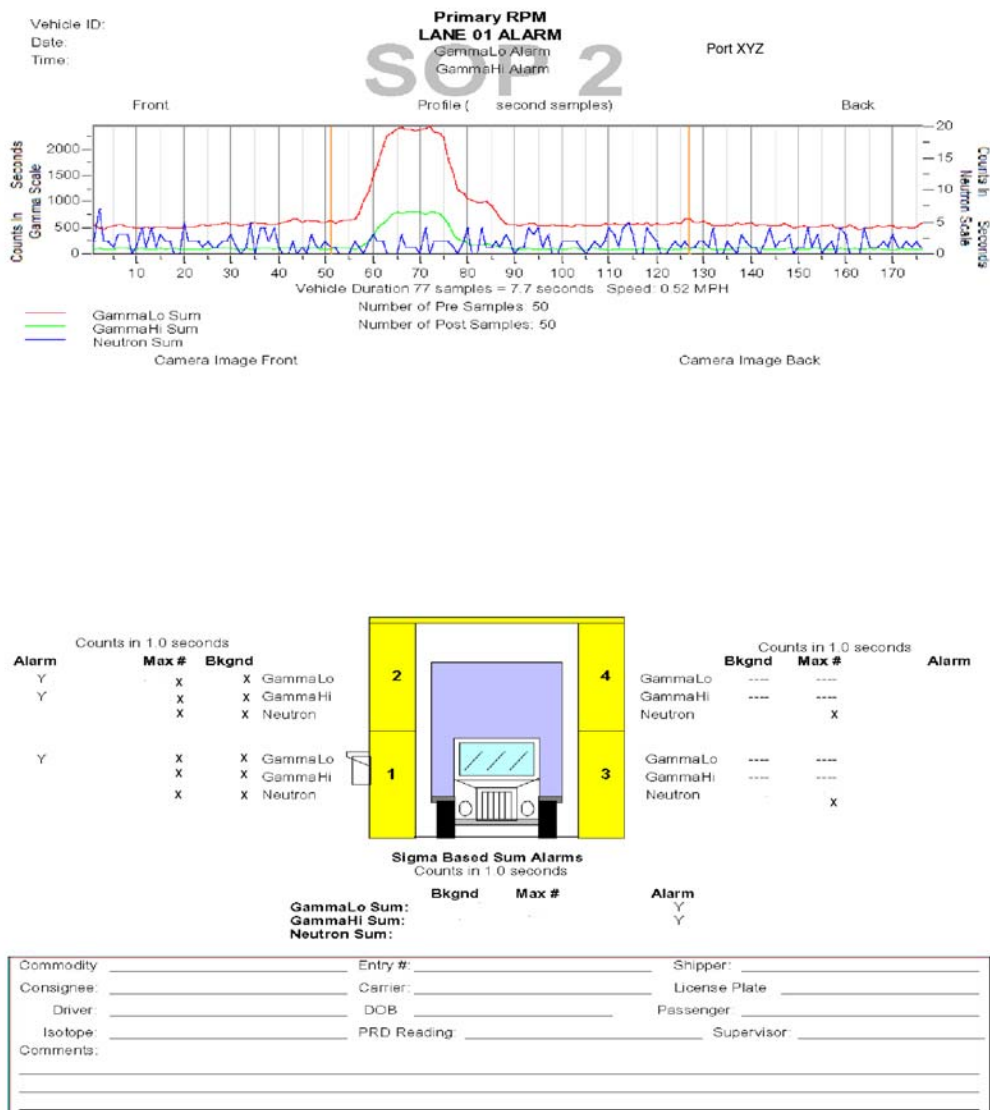 Vehicle ID:
Date:
Time:
Primary RPM
LANE 01 ALARM
GammaLo Alarm
GammaHi Alarm
SOP 2
Port XYZ
Front Profile ( second samples) Back
Counts In Seconds
Gamma Scale
2000
1500
1000
500
0
20
15
10
5
0
Counts In Seconds
Neutron Scale
10 20 30 40 50 60 70 80 90 100 110 120 130 140 150 160 170
Vehicle Duration 77 samples = 7.7 seconds Speed: 0.52 MPH
Number of Pre Samples: 50
Number of Post Samples: 50
GammaLo Sum
GammaHi Sum
Neutron Sum
Camera Image Front Camera Image Back
Counts in 1.0 seconds
Alarm Max # Bkgnd
Y x x GammaLo
Y x x GammaHi
x x Neutron
Y x x GammaLo
x x GammaHi
x x Neutron
2 4
1 3
Counts in 1.0 seconds
Bkgnd Max # Alarm
GammaLo ---- ----
GammaHi ---- ----
Neutron x
GammaLo ---- ----
GammaHi ---- ----
Neutron x
Sigma Based Sum Alarms
Counts in 1.0 seconds
Bkgnd Max # Alarm
GammaLo Sum: Y
GammaHi Sum: Y
Neutron Sum:
Commodity Entry #: Shipper:
Consignee: Carrier: License Plate
Driver: DOB Passenger:
Isotope: PRD Reading: Supervisor:
Comments: